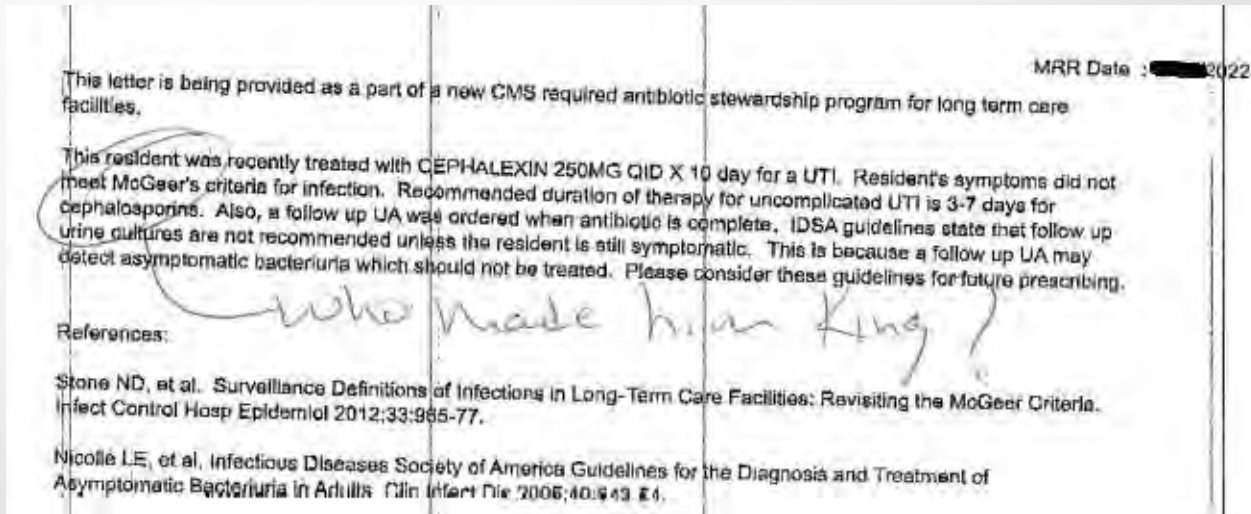 MRR Date : 2022
This letter is being provided as a part of a new CMS required antibiotic stewardship program for long term care
facilities.
This resident was recently treated with CEPHALEXIN 250MG QID X 10 day for a UTI. Resident's symptoms did not
meet McGeer's criteria for infection. Recommended duration of therapy for uncomplicated UTI is 3-7 days for
cephalosporins. Also, a follow up UA was ordered when antibiotic is complete. IDSA guidelines state that follow up
urine cultures are not recommended unless the resident is still symptomatic. This is because a follow up UA may
detect asymptomatic bacteriuria which should not be treated. Please consider these guidelines for future prescribing.
Who made him King?
References:
Stone ND, et al. Surveillance Definitions of Infections in Long-Term Care Facilities: Revisiting the McGeer Criteria.
Infect Control Hosp Epidemiol 2012;33:965-77.
Nicolle LE, et al. Infectious Diseases Society of America Guidelines for the Diagnosis and Treatment of
Asymptomatic Bacteriuria in Adults. Clin Infect Dis 2005;40:643